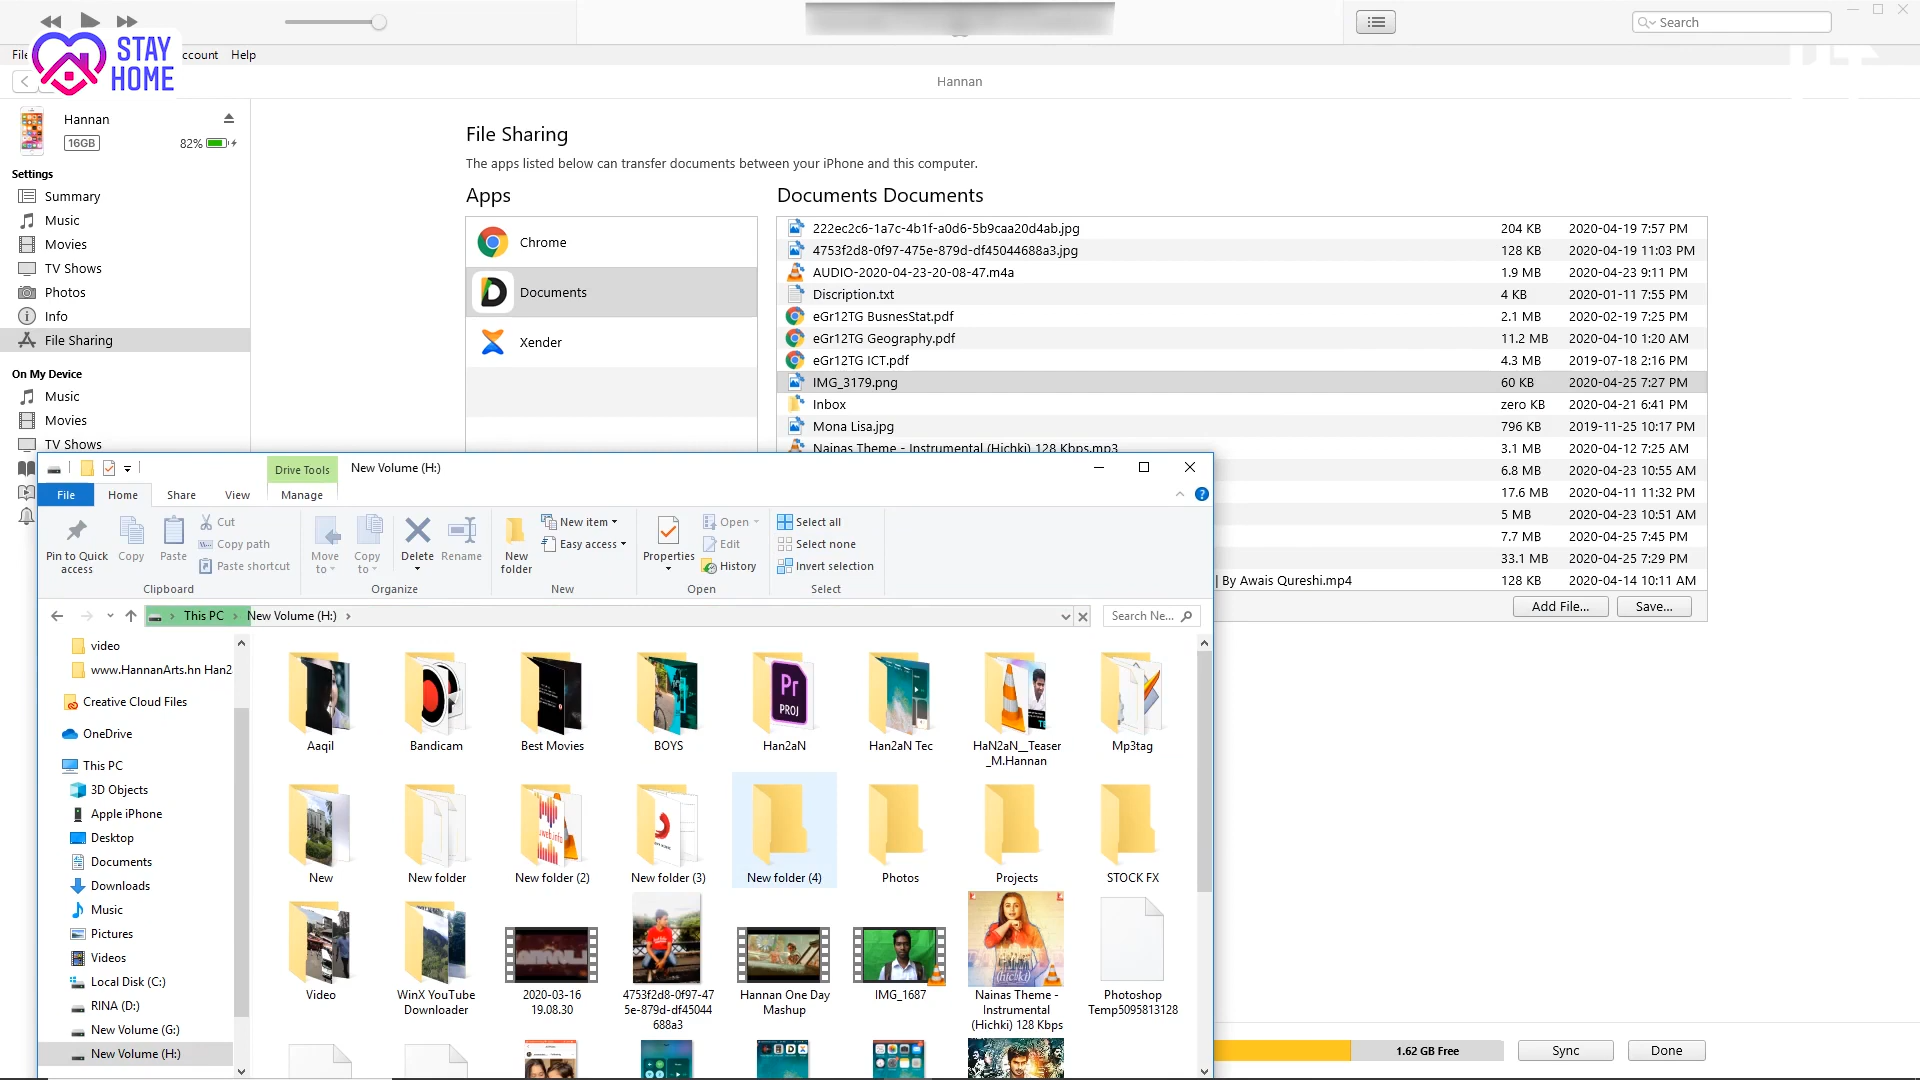 Search
File
ccount
Help
STAY
HOME
Hannan
Hannan
16GB
82%
Settings
Summary
Music
Movies
TV Shows
Photos
Info
File Sharing
On My Device
Music
Movies
TV Shows
File Sharing
The apps listed below can transfer documents between your iPhone and this computer.
Apps
Chrome
Documents
Xender
Documents Documents
222ec2c6-1a7c-4b1f-a0d6-5b9caa20d4ab.jpg 204 KB 2020-04-19 7:57 PM
4753f2d8-0f97-475e-879d-df45044688a3.jpg 128 KB 2020-04-19 11:03 PM
AUDIO-2020-04-23-20-08-47.m4a 1.9 MB 2020-04-23 9:11 PM
Discription.txt 4 KB 2020-01-11 7:55 PM
eGr12TG BusnesStat.pdf 2.1 MB 2020-02-19 7:25 PM
eGr12TG Geography.pdf 11.2 MB 2020-04-10 1:20 AM
eGr12TG ICT.pdf 4.3 MB 2019-07-18 2:16 PM
IMG_3179.png 60 KB 2020-04-25 7:27 PM
Inbox zero KB 2020-04-21 6:41 PM
Mona Lisa.jpg 796 KB 2019-11-25 10:17 PM
Nainas Theme - Instrumental (Hichki) 128 Kbps.mp3 3.1 MB 2020-04-12 7:25 AM
6.8 MB 2020-04-23 10:55 AM
17.6 MB 2020-04-11 11:32 PM
5 MB 2020-04-23 10:51 AM
7.7 MB 2020-04-25 7:45 PM
33.1 MB 2020-04-25 7:29 PM
| By Awais Qureshi.mp4 128 KB 2020-04-14 10:11 AM
Add File...
Save...
Drive Tools
New Volume (H:)
File
Home
Share
View
Manage
Pin to Quick access
Copy
Paste
Cut
Copy path
Paste shortcut
Clipboard
Move to
Copy to
Delete
Rename
Organize
New folder
New item
Easy access
New
Properties
Open
Edit
History
Open
Select all
Select none
Invert selection
Select
This PC
New Volume (H:)
Search Ne...
video
www.HannanArts.hn Han2
Creative Cloud Files
OneDrive
This PC
3D Objects
Apple iPhone
Desktop
Documents
Downloads
Music
Pictures
Videos
Local Disk (C:)
RINA (D:)
New Volume (G:)
New Volume (H:)
Pr
PROJ
Aaqil
Bandicam
Best Movies
BOYS
Han2aN
Han2aN Tec
HaN2aN__Teaser
_M.Hannan
Mp3tag
New
New folder
New folder (2)
New folder (3)
New folder (4)
Photos
Projects
STOCK FX
Video
WinX YouTube
Downloader
2020-03-16
19.08.30
4753f2d8-0f97-47
5e-879d-df45044
688a3
Hannan One Day
Mashup
IMG_1687
Nainas Theme -
Instrumental
(Hichki) 128 Kbps
Photoshop
Temp5095813128
1.62 GB Free
Sync
Done